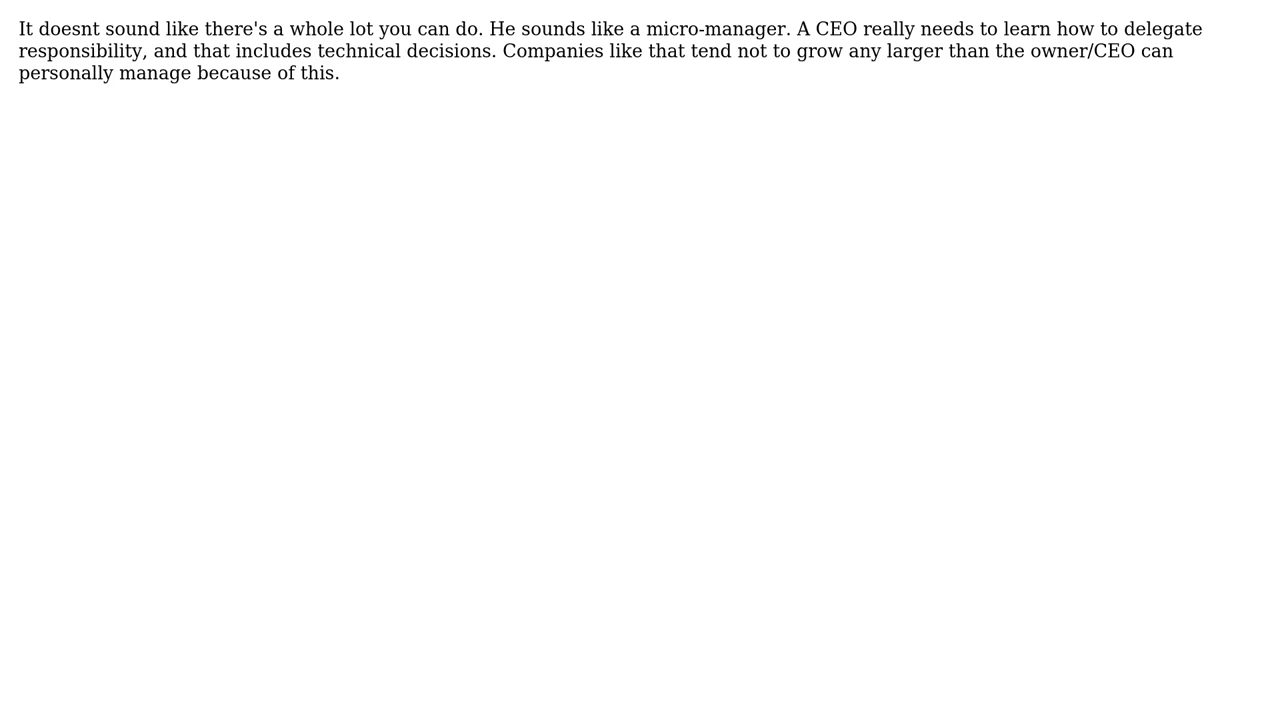 It doesnt sound like there's a whole lot you can do. He sounds like a micro-manager. A CEO really needs to learn how to delegate
responsibility, and that includes technical decisions. Companies like that tend not to grow any larger than the owner/CEO can
personally manage because of this.